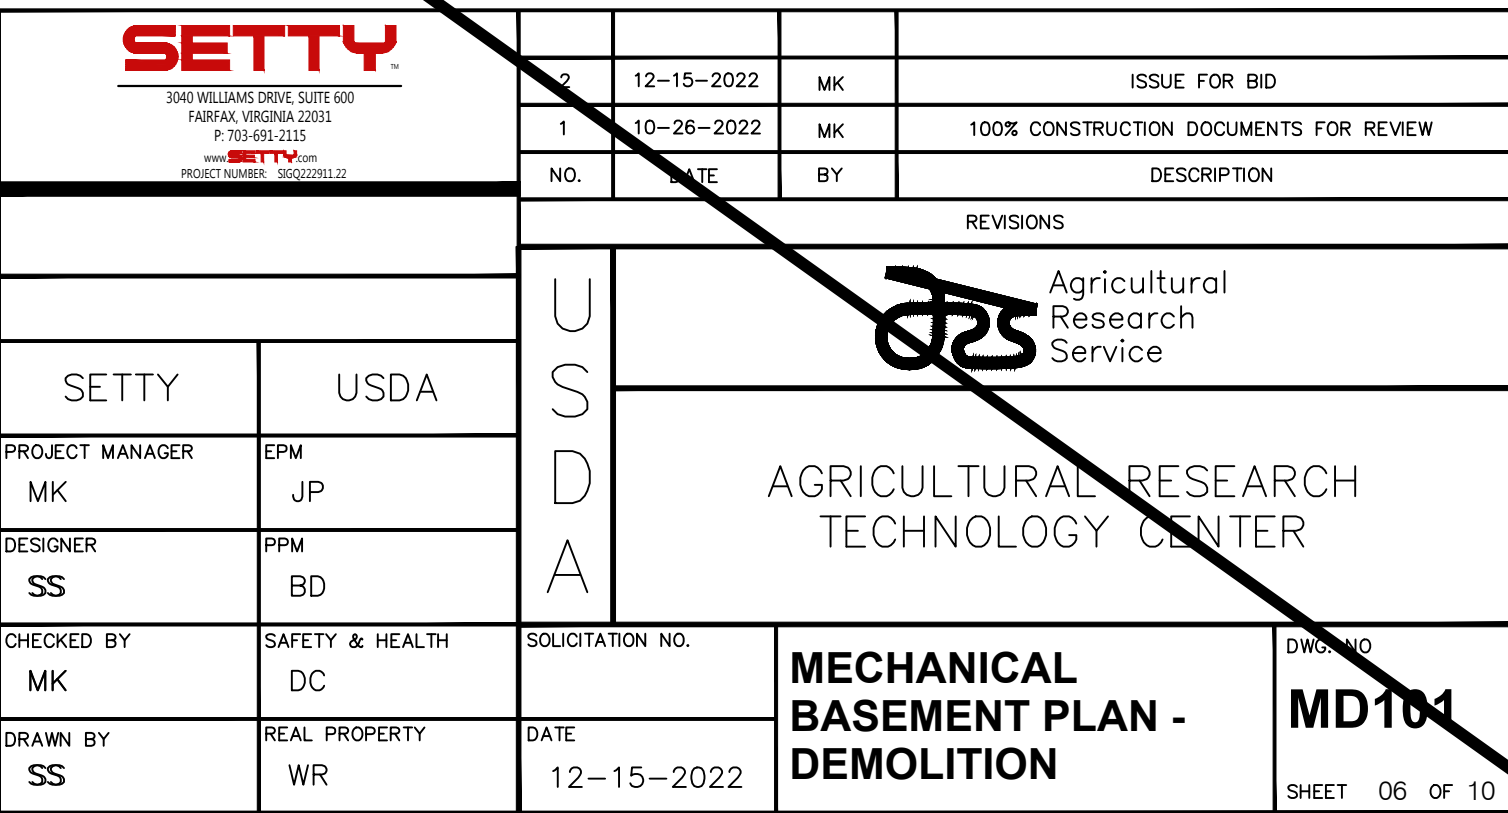 SETTY TM
3040 WILLIAMS DRIVE, SUITE 600
FAIRFAX, VIRGINIA 22031
P: 703-691-2115
www.SETTY.com
PROJECT NUMBER: SIGQ222911.22
2 12-15-2022 MK ISSUE FOR BID
1 10-26-2022 MK 100% CONSTRUCTION DOCUMENTS FOR REVIEW
NO. DATE BY DESCRIPTION
REVISIONS
SETTY USDA
PROJECT MANAGER EPM
MK JP
DESIGNER PPM
SS BD
CHECKED BY SAFETY & HEALTH
MK DC
DRAWN BY REAL PROPERTY
SS WR
U
S
D
A
ars Agricultural
Research
Service
AGRICULTURAL RESEARCH
TECHNOLOGY CENTER
SOLICITATION NO.
DATE
12-15-2022
MECHANICAL
BASEMENT PLAN -
DEMOLITION
DWG. NO
MD101
SHEET 06 OF 10